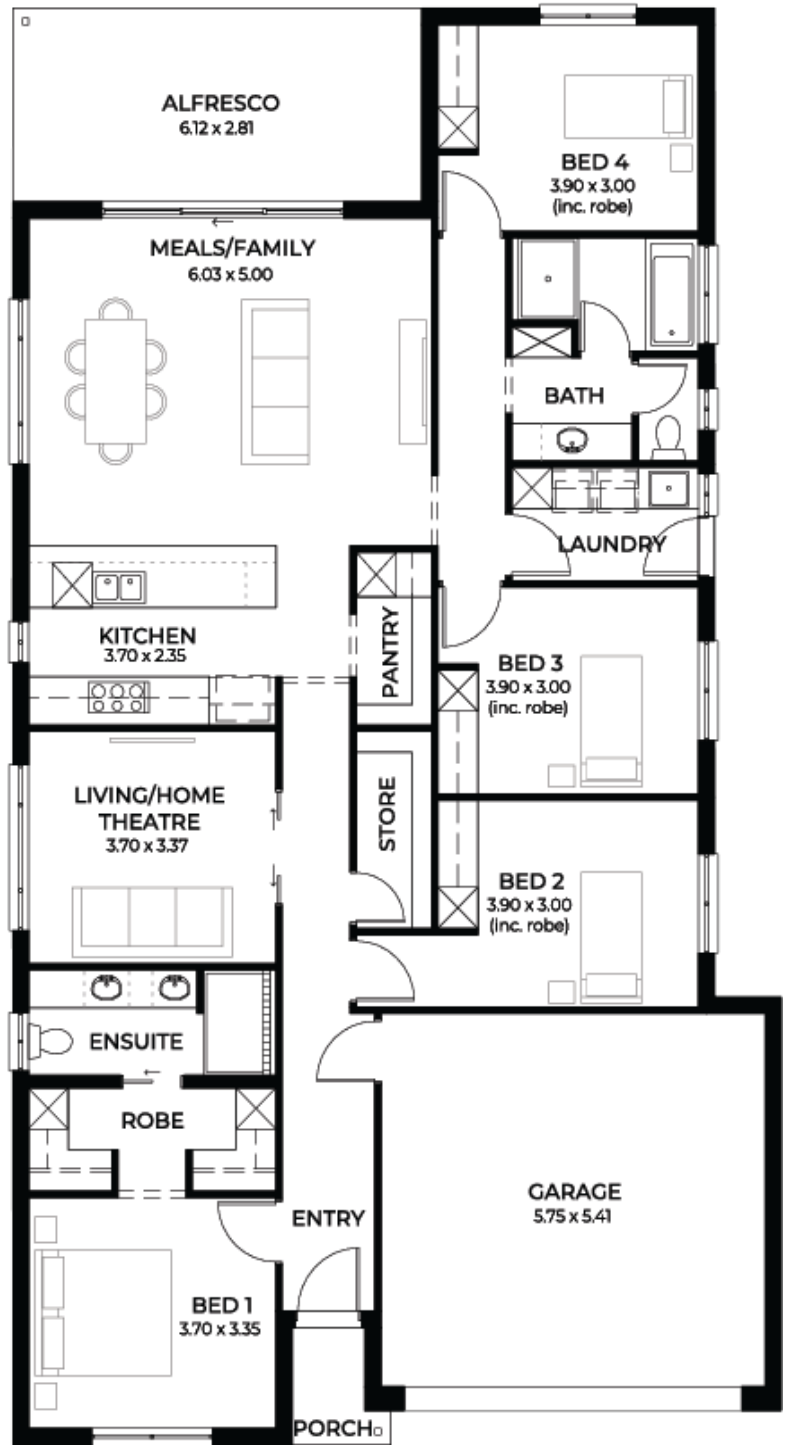 ALFRESCO
6.12 x 2.81
BED 4
3.90 x 3.00
(inc. robe)
MEALS/FAMILY
6.03 x 5.00
BATH
LAUNDRY
KITCHEN
3.70 x 2.35
PANTRY
BED 3
3.90 x 3.00
(inc. robe)
LIVING/HOME
THEATRE
3.70 x 3.37
STORE
BED 2
3.90 x 3.00
(inc. robe)
ENSUITE
ROBE
ENTRY
GARAGE
5.75 x 5.41
BED 1
3.70 x 3.35
PORCH